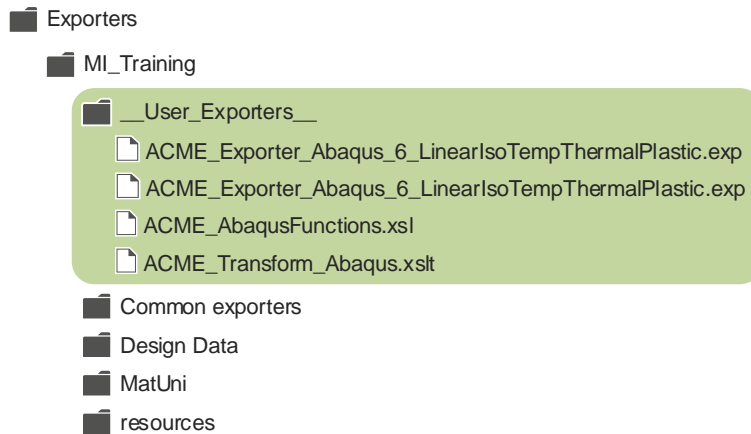 Exporters
MI_Training
__User_Exporters__
ACME_Exporter_Abaqus_6_LinearIsoTempThermalPlastic.exp
ACME_Exporter_Abaqus_6_LinearIsoTempThermalPlastic.exp
ACME_AbaqusFunctions.xsl
ACME_Transform_Abaqus.xslt
Common exporters
Design Data
MatUni
resources